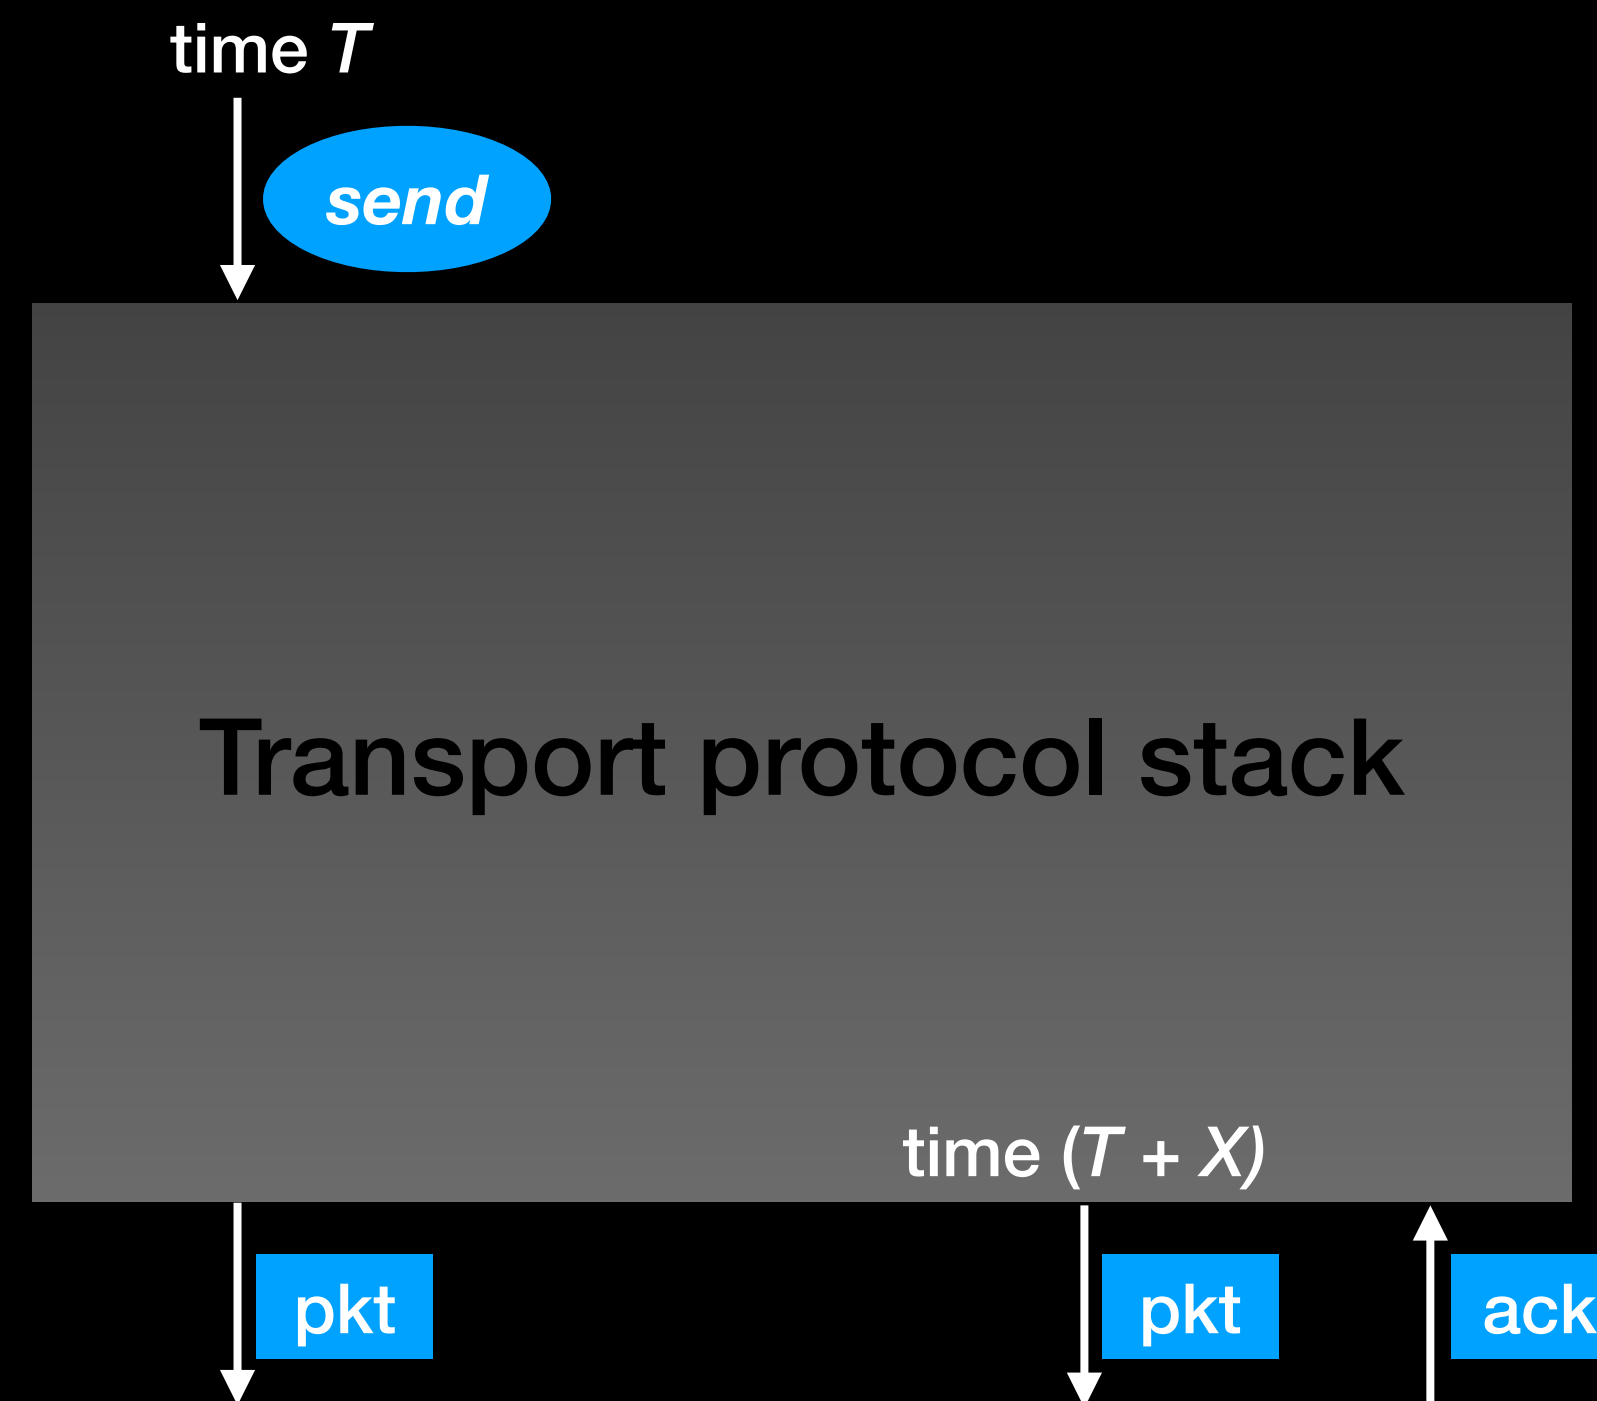 time T
send
Transport protocol stack
time (T + X)
pkt
pkt
ack